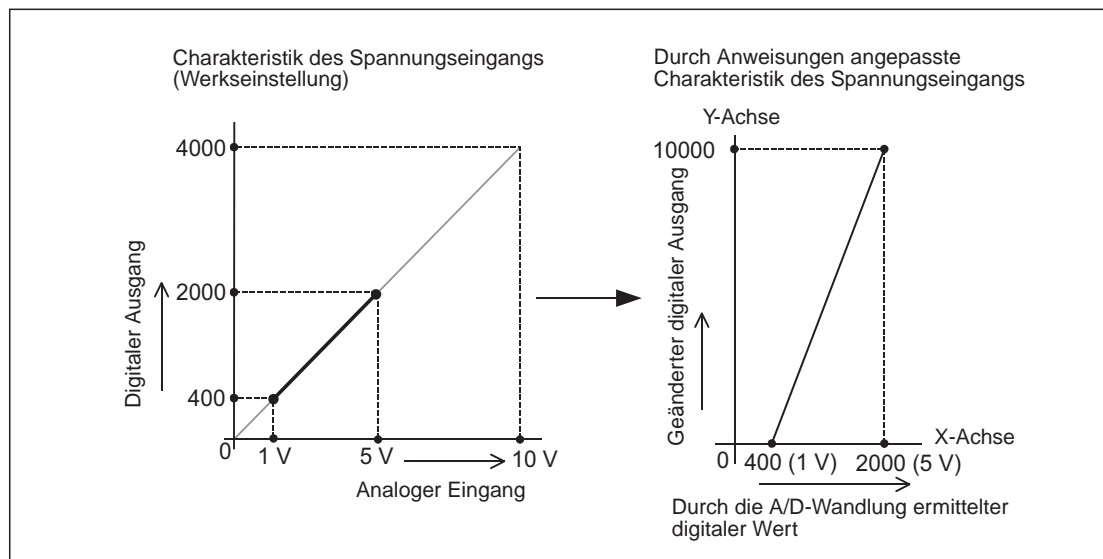 Charakteristik des Spannungseingangs
(Werkseinstellung)
Digitaler Ausgang
4000
2000
400
0
1 V
5 V
10 V
Analoger Eingang
Durch Anweisungen angepasste
Charakteristik des Spannungseingangs
Y-Achse
10000
Geänderter digitaler Ausgang
X-Achse
0
400 (1 V)
2000 (5 V)
Durch die A/D-Wandlung ermittelter
digitaler Wert